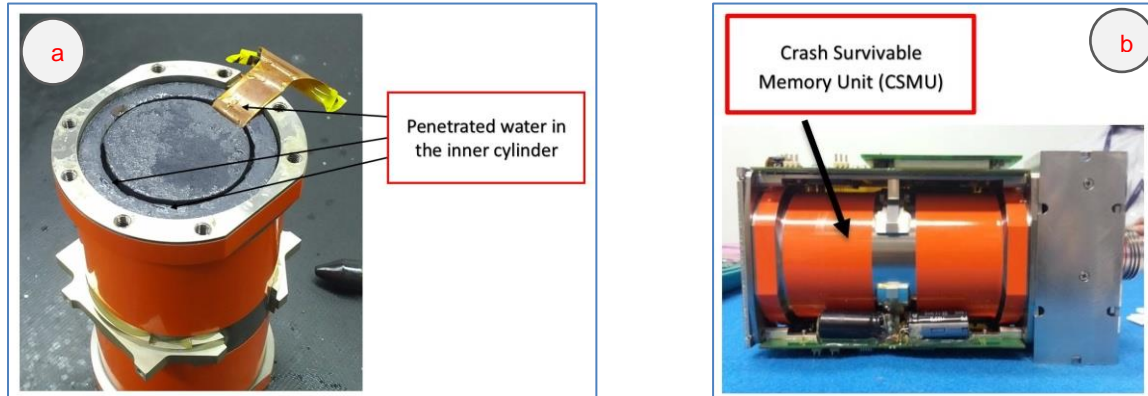 a
Penetrated water in
the inner cylinder
Crash Survivable
Memory Unit (CSMU)
b